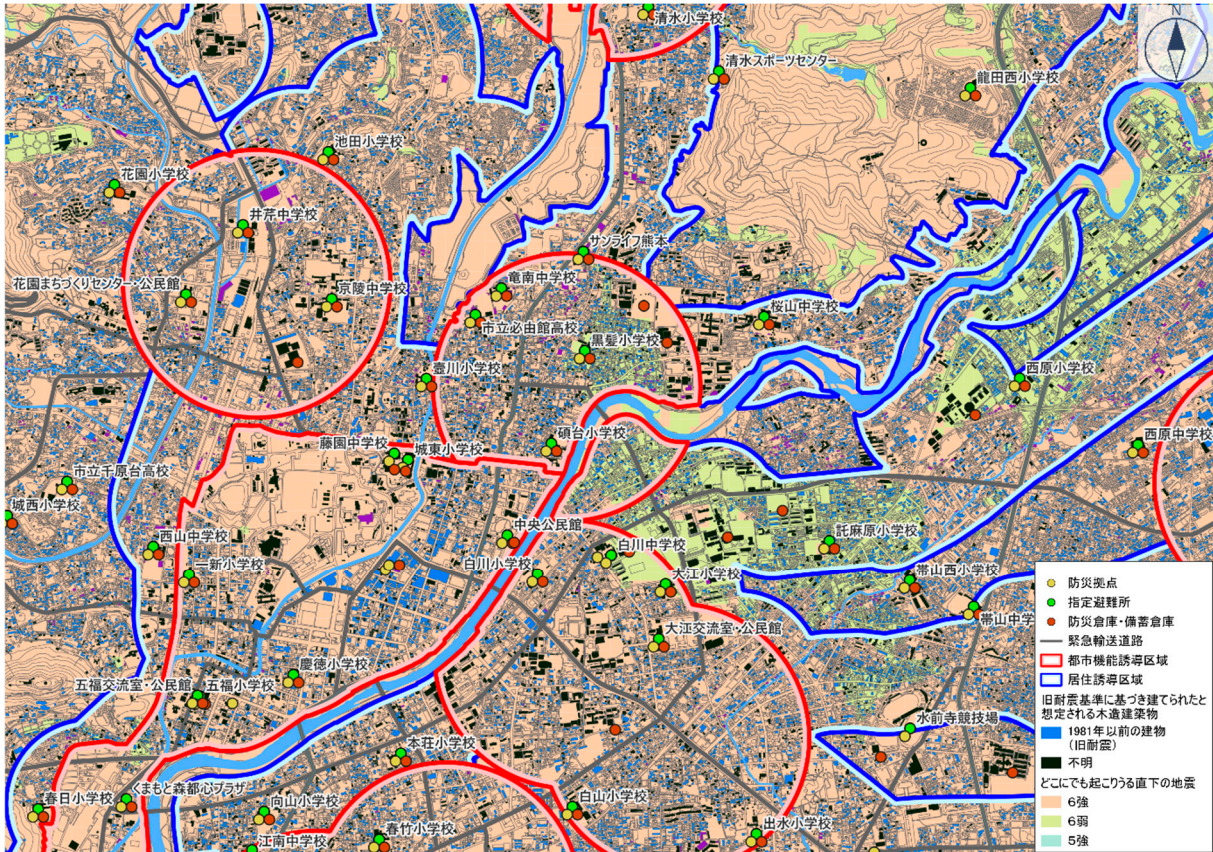 清水小学校
N
清水スポーツセンター
龍田西小学校
池田小学校
花園小学校
井芹中学校
サンライフ熊本
花園まちづくりセンター・公民館
京陵中学校
竜南中学校
桜山中学校
市立必由館高校
黒髪小学校
壺川小学校
西原小学校
藤園中学校
城東小学校
碩台小学校
西原中学校
市立千原台高校
城西小学校
中央公民館
西山中学校
白川中学校
託麻原小学校
一新小学校
白川小学校
大江小学校
帯山西小学校
帯山中学
大江交流室・公民館
慶徳小学校
五福交流室・公民館
五福小学校
水前寺競技場
本荘小学校
春日小学校
くまもと森都心プラザ
向山小学校
白山小学校
江南中学校
春竹小学校
出水小学校
防災拠点
指定避難所
防災倉庫・備蓄倉庫
緊急輸送道路
都市機能誘導区域
居住誘導区域
旧耐震基準に基づき建てられたと
想定される木造建築物
1981年以前の建物
(旧耐震)
不明
どこにでも起こりうる直下の地震
6強
6弱
5強